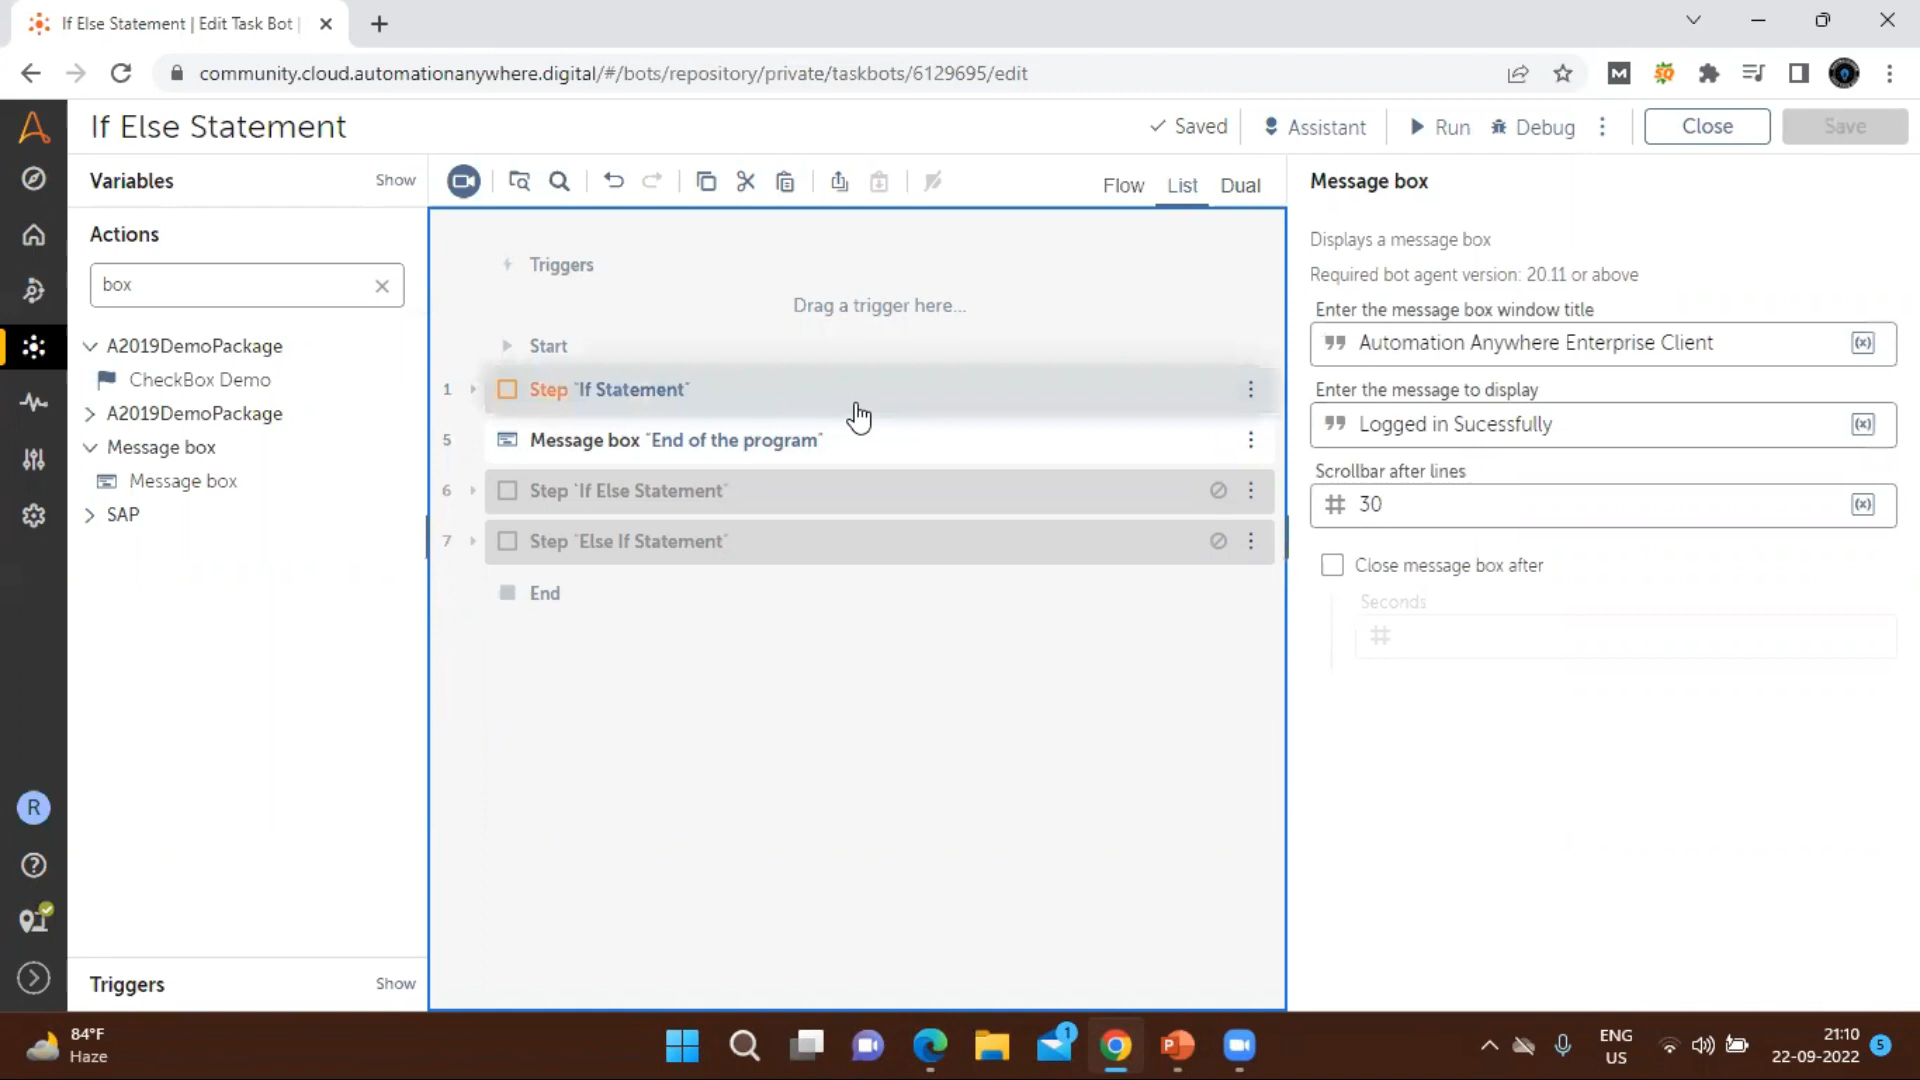 If Else Statement | Edit Task Bot |
community.cloud.automationanywhere.digital/#/bots/repository/private/taskbots/6129695/edit
If Else Statement
Saved
Assistant
Run
Debug
Close
Save
Variables
Show
Flow
List
Dual
Message box
Actions
box
A2019DemoPackage
CheckBox Demo
A2019DemoPackage
Message box
Message box
SAP
Triggers
Drag a trigger here...
Start
1
Step "If Statement"
5
Message box "End of the program"
6
Step "If Else Statement"
7
Step "Else If Statement"
End
Displays a message box
Required bot agent version: 20.11 or above
Enter the message box window title
Automation Anywhere Enterprise Client
(x)
Enter the message to display
Logged in Sucessfully
(x)
Scrollbar after lines
30
(x)
Close message box after
Seconds
R
Triggers
Show
84°F
Haze
1
ENG
US
21:10
22-09-2022
5